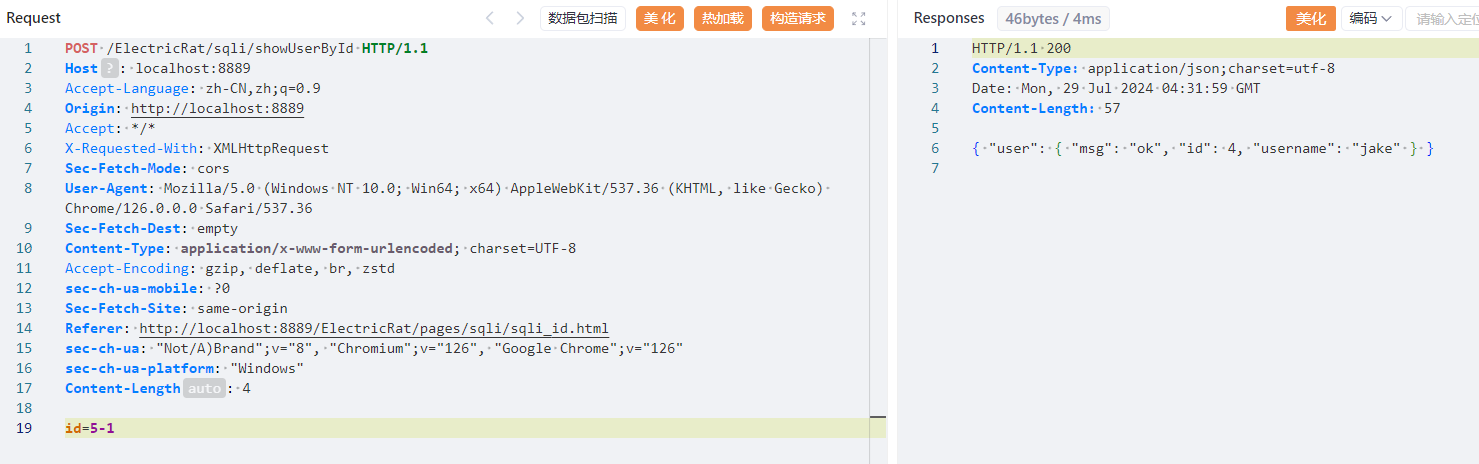 Request
数据包扫描
美化
热加载
构造请求
1 POST /ElectricRat/sqli/showUserById HTTP/1.1
2 Host ? : localhost:8889
3 Accept-Language: zh-CN,zh;q=0.9
4 Origin: http://localhost:8889
5 Accept: */*
6 X-Requested-With: XMLHttpRequest
7 Sec-Fetch-Mode: cors
8 User-Agent: Mozilla/5.0 (Windows NT 10.0; Win64; x64) AppleWebKit/537.36 (KHTML, like Gecko)
Chrome/126.0.0.0 Safari/537.36
9 Sec-Fetch-Dest: empty
10 Content-Type: application/x-www-form-urlencoded; charset=UTF-8
11 Accept-Encoding: gzip, deflate, br, zstd
12 sec-ch-ua-mobile: ?0
13 Sec-Fetch-Site: same-origin
14 Referer: http://localhost:8889/ElectricRat/pages/sqli/sqli_id.html
15 sec-ch-ua: "Not/A)Brand";v="8", "Chromium";v="126", "Google Chrome";v="126"
16 sec-ch-ua-platform: "Windows"
17 Content-Length auto : 4
18
19 id=5-1
Responses
46bytes / 4ms
美化
编码
请输入定位
1 HTTP/1.1 200
2 Content-Type: application/json;charset=utf-8
3 Date: Mon, 29 Jul 2024 04:31:59 GMT
4 Content-Length: 57
5
6 { "user": { "msg": "ok", "id": 4, "username": "jake" } }
7